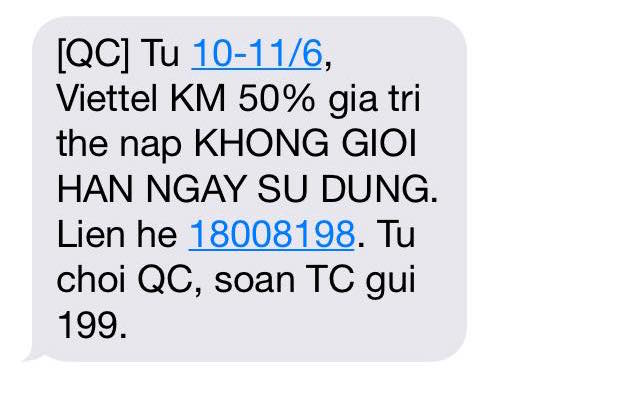 [QC] Tu 10-11/6,
Viettel KM 50% gia tri
the nap KHONG GIOI
HAN NGAY SU DUNG.
Lien he 18008198. Tu
choi QC, soan TC gui
199.